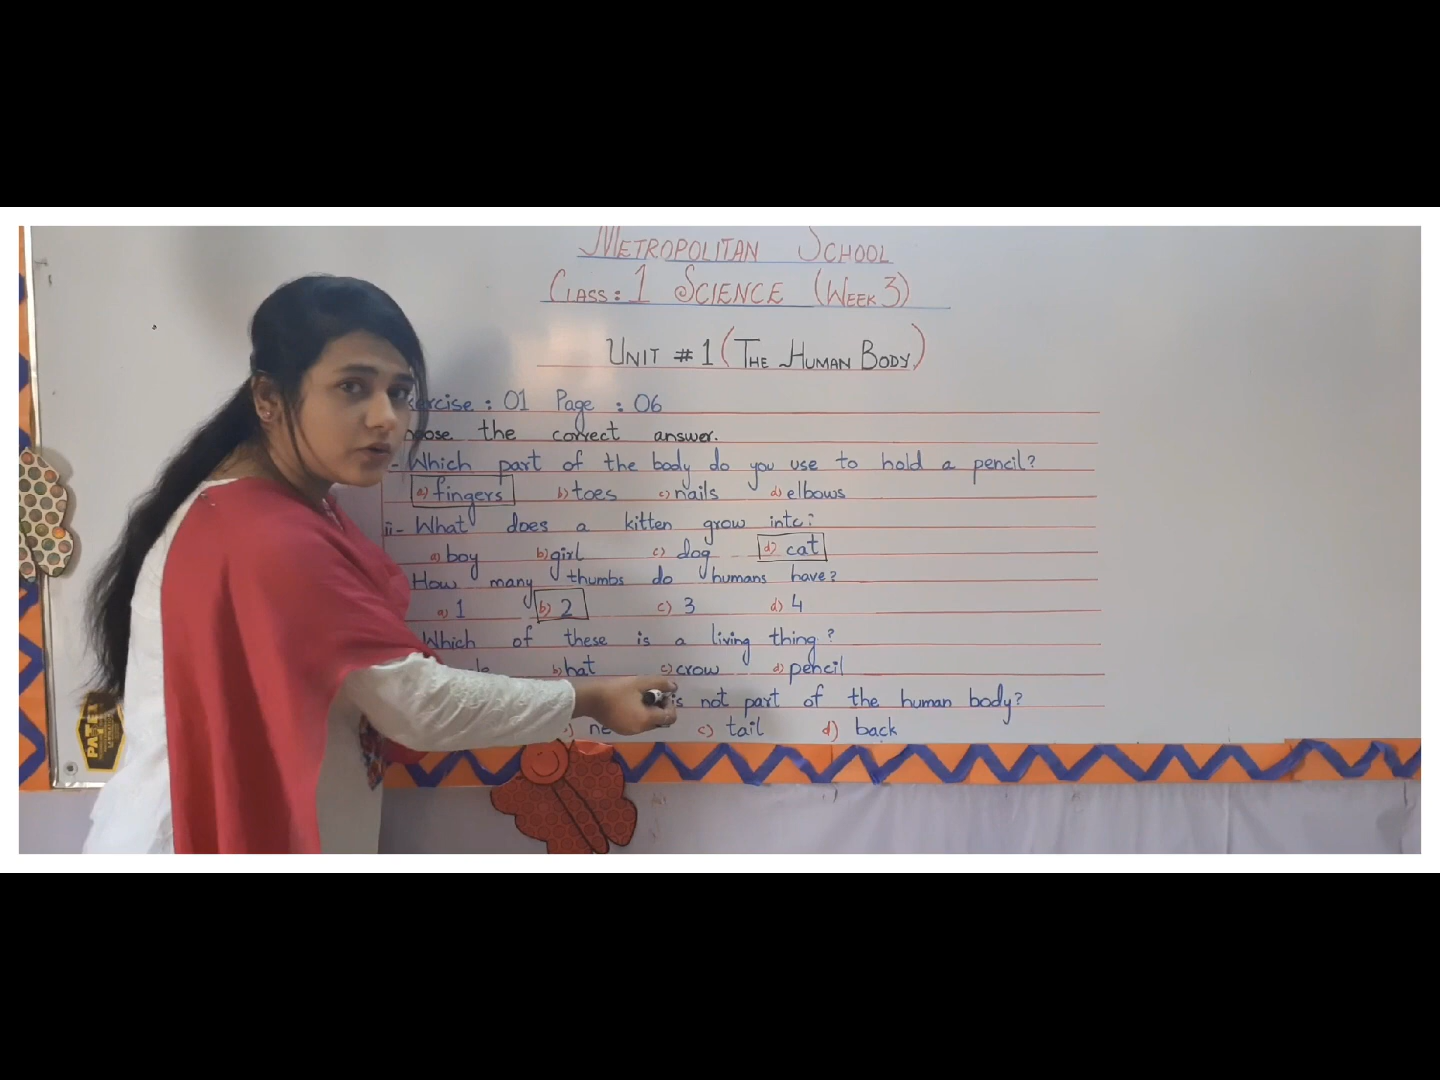 METROPOLITAN SCHOOL
CLASS: 1 SCIENCE (WEEK 3)
UNIT # 1 (THE HUMAN BODY)
ercise : 01 Page : 06
oose the correct answer.
- Which part of the body do you use to hold a pencil?
a) fingers b) toes c) nails d) elbows
ii- What does a kitten grow into?
a) boy b) girl c) dog d) cat
How many thumbs do humans have?
a) 1 b) 2 c) 3 d) 4
Which of these is a living thing?
b) hat c) crow d) pencil
is not part of the human body?
c) tail d) back